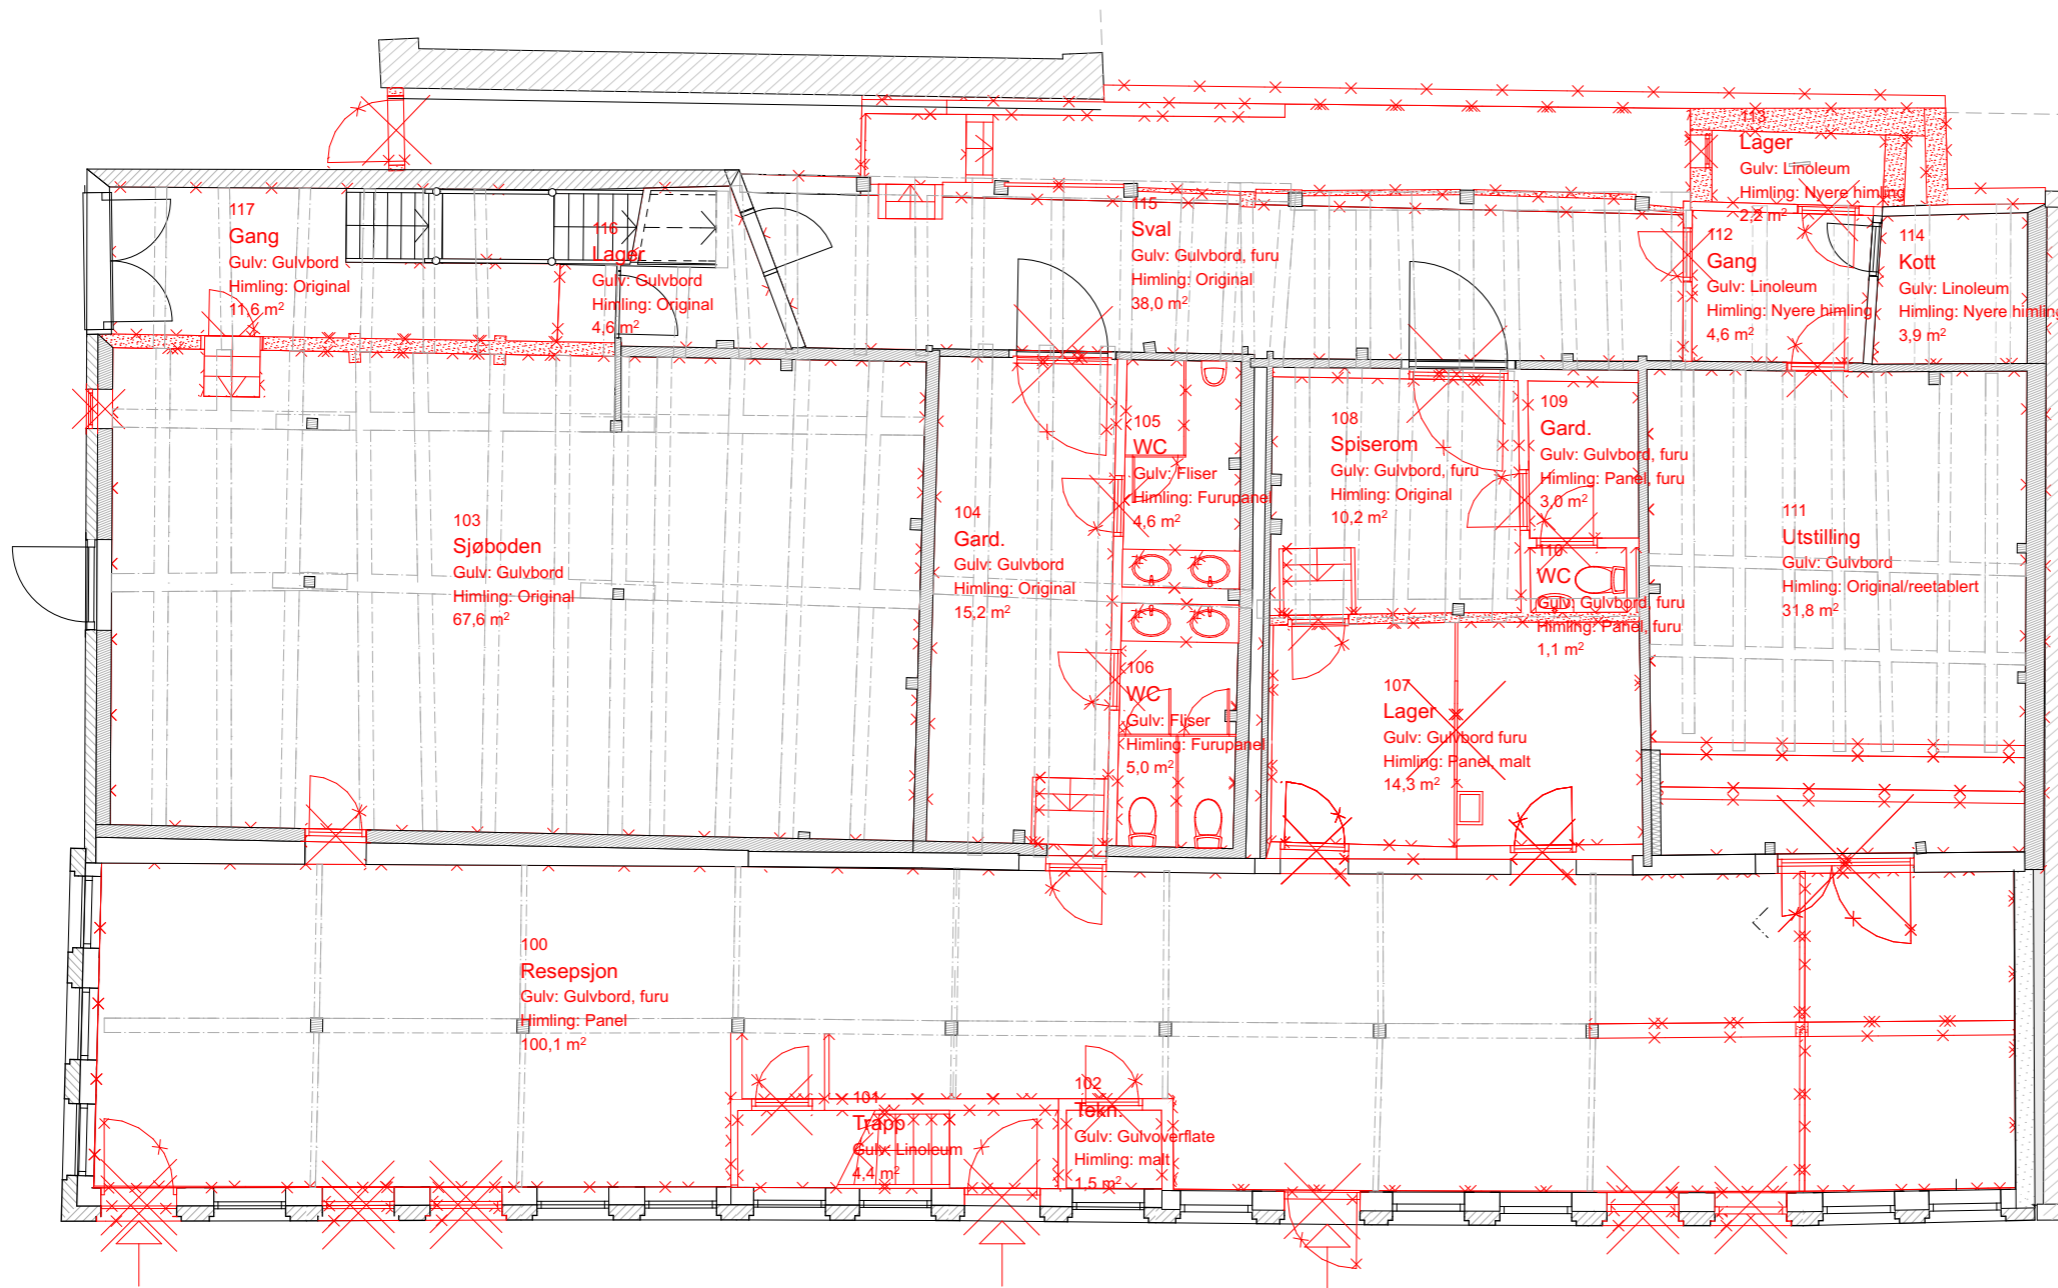 113
Lager
Gulv: Linoleum
Himling: Nyere himling
2,2 m²
117
Gang
Gulv: Gulvbord
Himling: Original
11,6 m²
116
Lager
Gulv: Gulvbord
Himling: Original
4,6 m²
115
Sval
Gulv: Gulvbord, furu
Himling: Original
38,0 m²
112
Gang
Gulv: Linoleum
Himling: Nyere himling
4,6 m²
114
Kott
Gulv: Linoleum
Himling: Nyere himling
3,9 m²
105
WC
Gulv: Fliser
Himling: Furupanel
4,6 m²
108
Spiserom
Gulv: Gulvbord, furu
Himling: Original
10,2 m²
109
Gard.
Gulv: Gulvbord, furu
Himling: Panel, furu
3,0 m²
103
Sjøboden
Gulv: Gulvbord
Himling: Original
67,6 m²
104
Gard.
Gulv: Gulvbord
Himling: Original
15,2 m²
110
WC
Gulv: Gulvbord, furu
Himling: Panel, furu
1,1 m²
111
Utstilling
Gulv: Gulvbord
Himling: Original/reetablert
31,8 m²
106
WC
Gulv: Fliser
Himling: Furupanel
5,0 m²
107
Lager
Gulv: Gulvbord furu
Himling: Panel, malt
14,3 m²
100
Resepsjon
Gulv: Gulvbord, furu
Himling: Panel
100,1 m²
101
Trapp
Gulv: Linoleum
4,4 m²
102
Tekn.
Gulv: Gulvoverflate
Himling: malt
1,5 m²